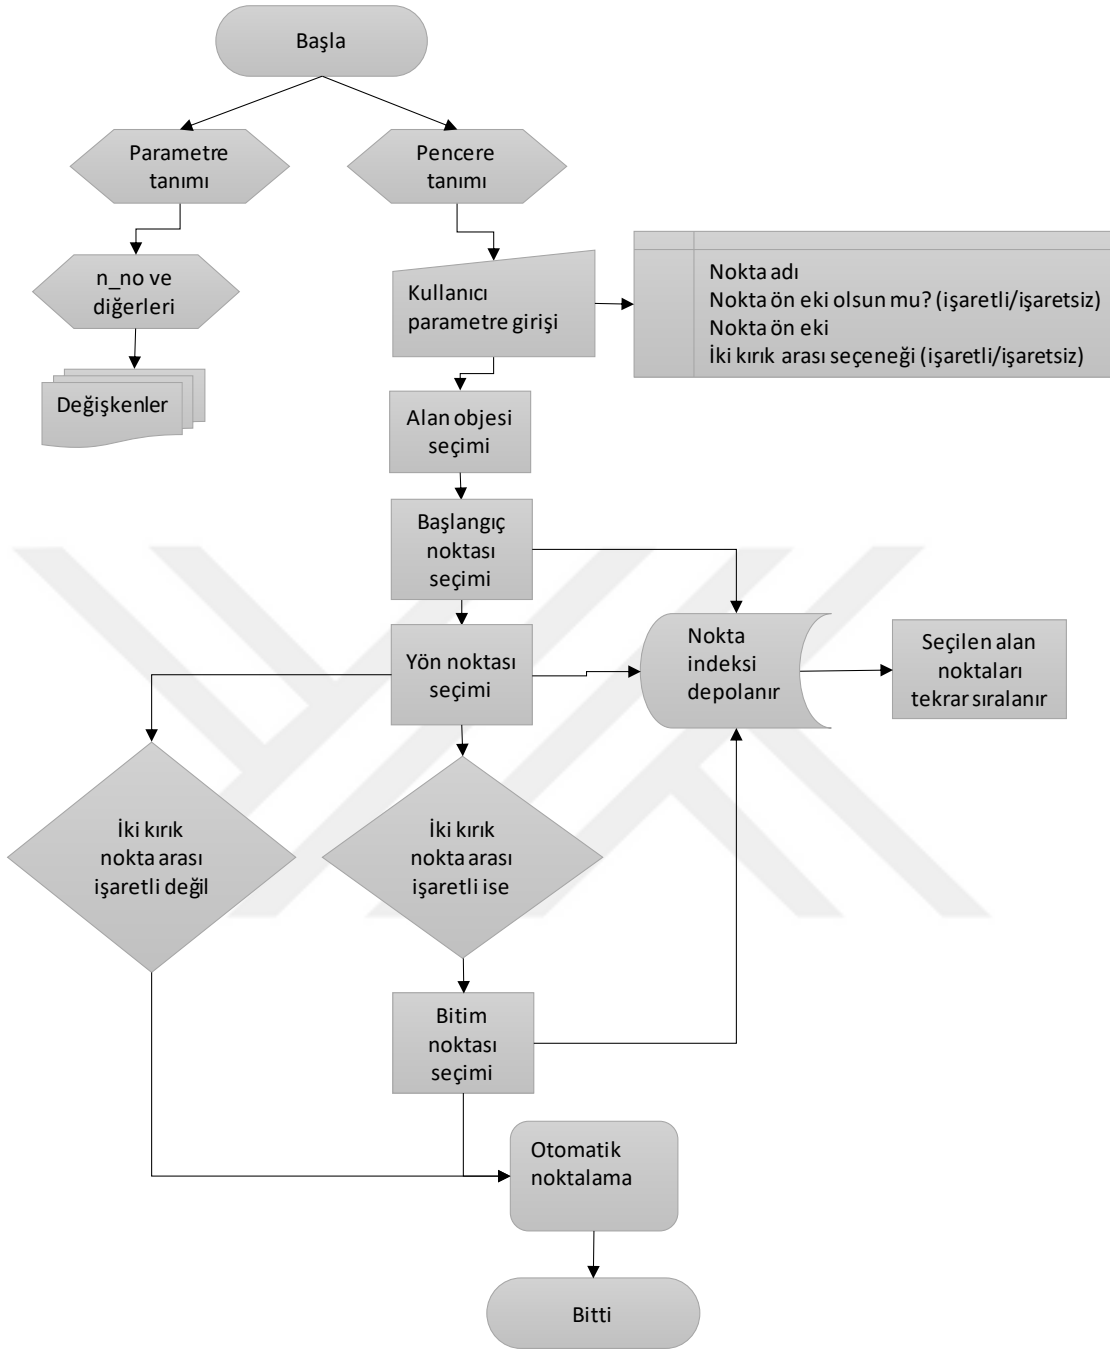 Başla
Parametre
tanımı
Pencere
tanımı
n_no ve
diğerleri
Değişkenler
Kullanıcı
parametre girişi
Nokta adı
Nokta ön eki olsun mu? (işaretli/işaretsiz)
Nokta ön eki
İki kırık arası seçeneği (işaretli/işaretsiz)
Alan objesi
seçimi
Başlangıç
noktası
seçimi
Yön noktası
seçimi
Nokta
indeksi
depolanır
Seçilen alan
noktaları
tekrar sıralanır
İki kırık
nokta arası
işaretli değil
İki kırık
nokta arası
işaretli ise
Bitim
noktası
seçimi
Otomatik
noktalama
Bitti